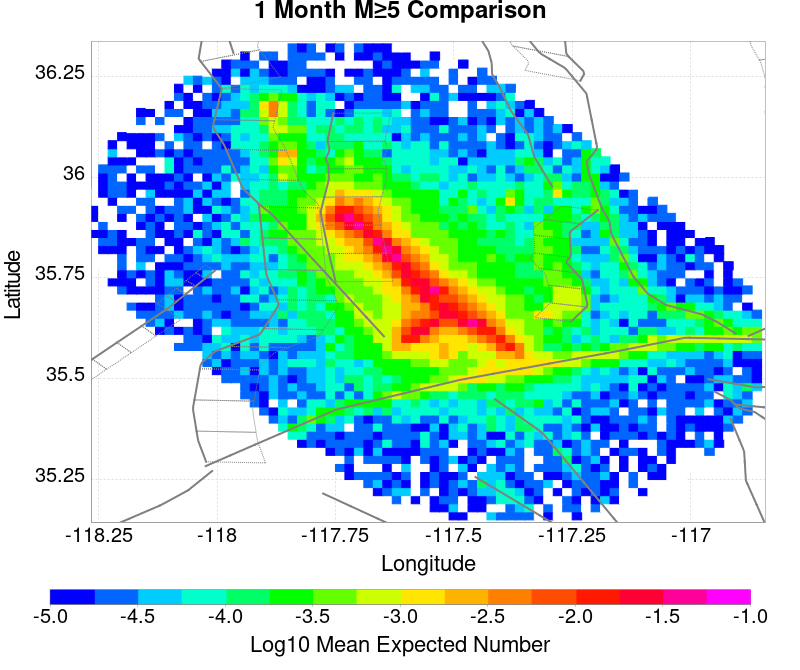 1 Month M≥5 Comparison
Latitude
36.25
36
35.75
35.5
35.25
-118.25 -118 -117.75 -117.5 -117.25 -117
Longitude
-5.0 -4.5 -4.0 -3.5 -3.0 -2.5 -2.0 -1.5 -1.0
Log10 Mean Expected Number